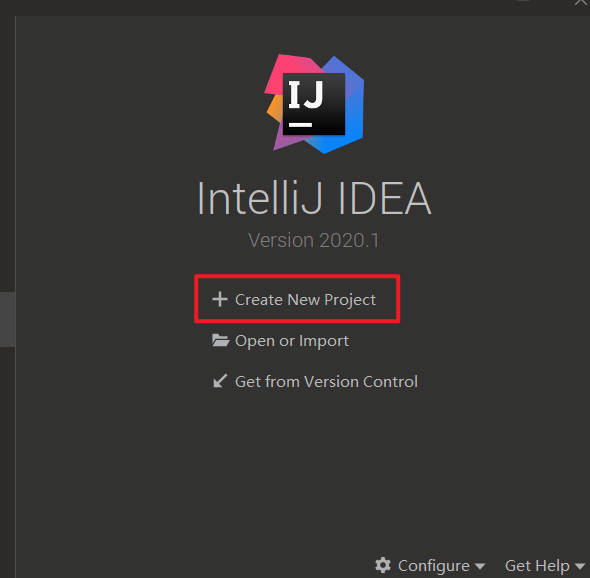 IJ
IntelliJ IDEA
Version 2020.1
Create New Project
Open or Import
Get from Version Control
Configure Get Help